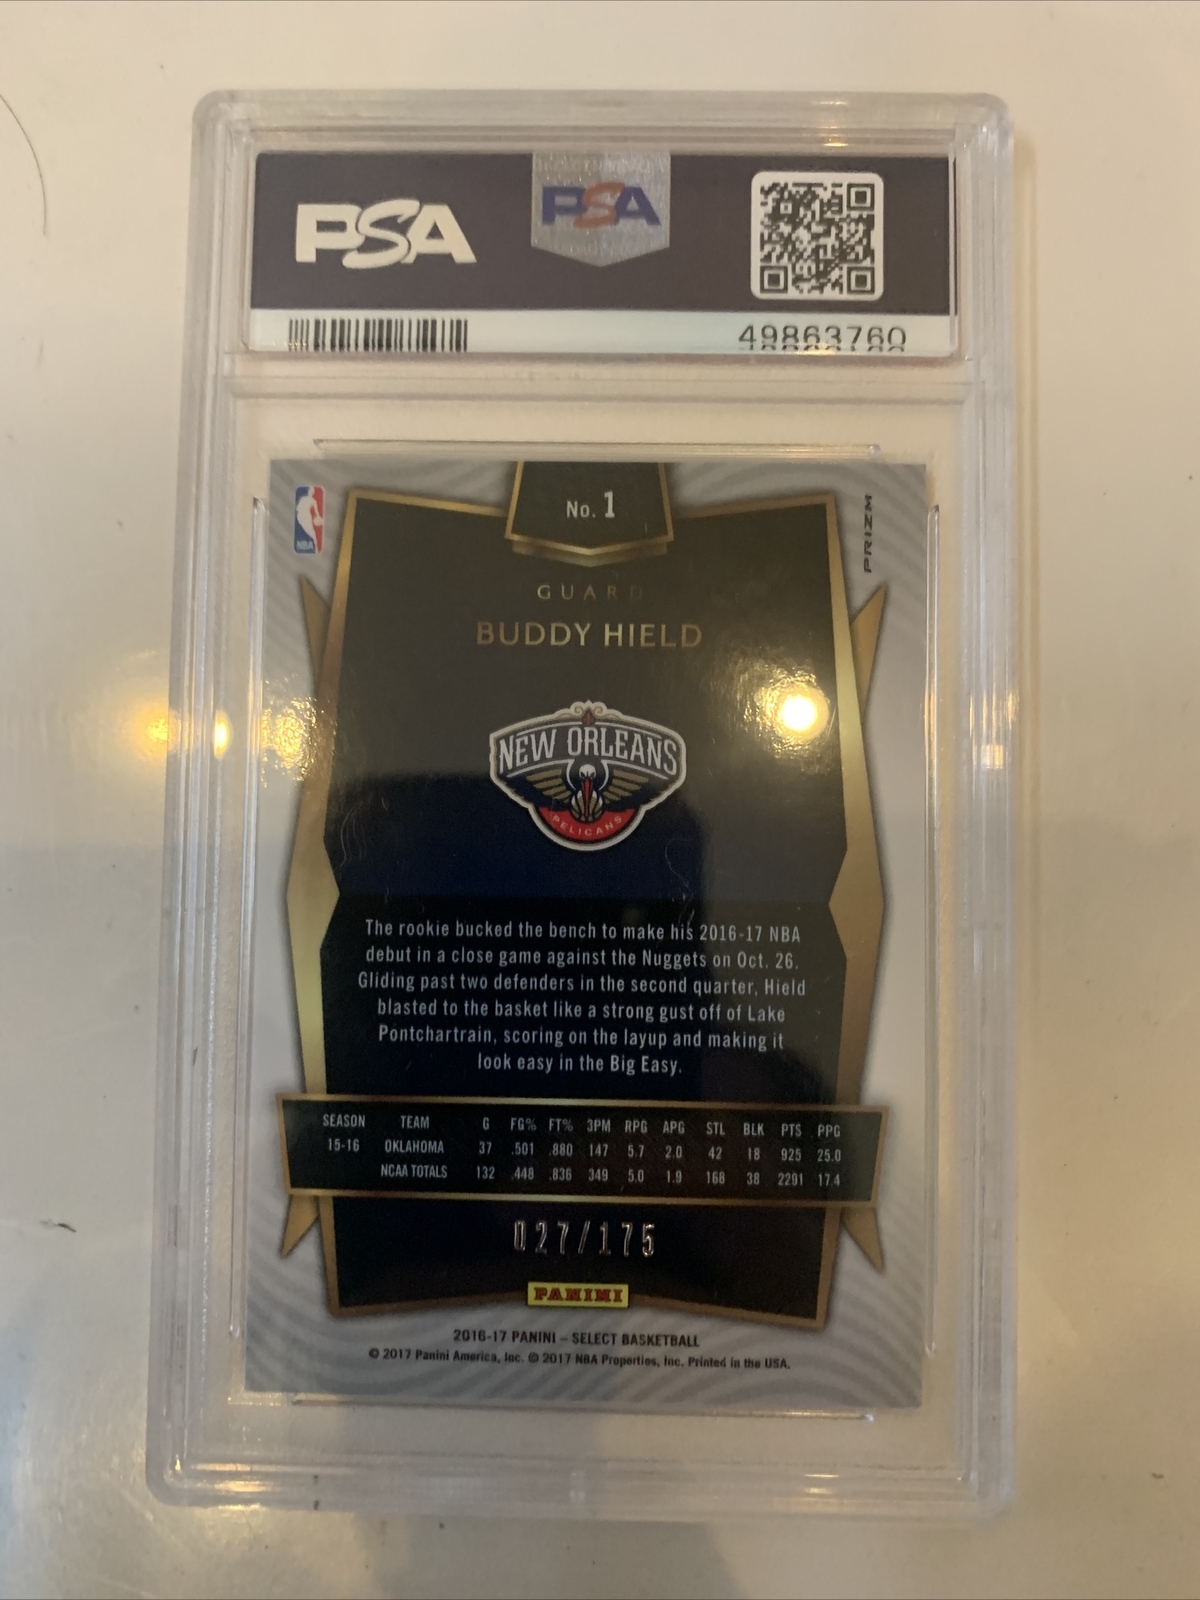 PSA
PSA
49863760
No. 1
NBA
PRIZM
GUARD
BUDDY HIELD
NEW ORLEANS
PELICANS
The rookie bucked the bench to make his 2016-17 NBA
debut in a close game against the Nuggets on Oct. 26.
Gliding past two defenders in the second quarter, Hield
blasted to the basket like a strong gust off of Lake
Pontchartrain, scoring on the layup and making it
look easy in the Big Easy.
SEASON TEAM G FG% FT% 3PM RPG APG STL BLK PTS PPG
15-16 OKLAHOMA 37 .501 .880 147 5.7 2.0 42 18 925 25.0
NCAA TOTALS 132 .448 .836 349 5.0 1.9 168 38 2291 17.4
027/175
PANINI
2016-17 PANINI – SELECT BASKETBALL
© 2017 Panini America, Inc. © 2017 NBA Properties, Inc. Printed in the USA.